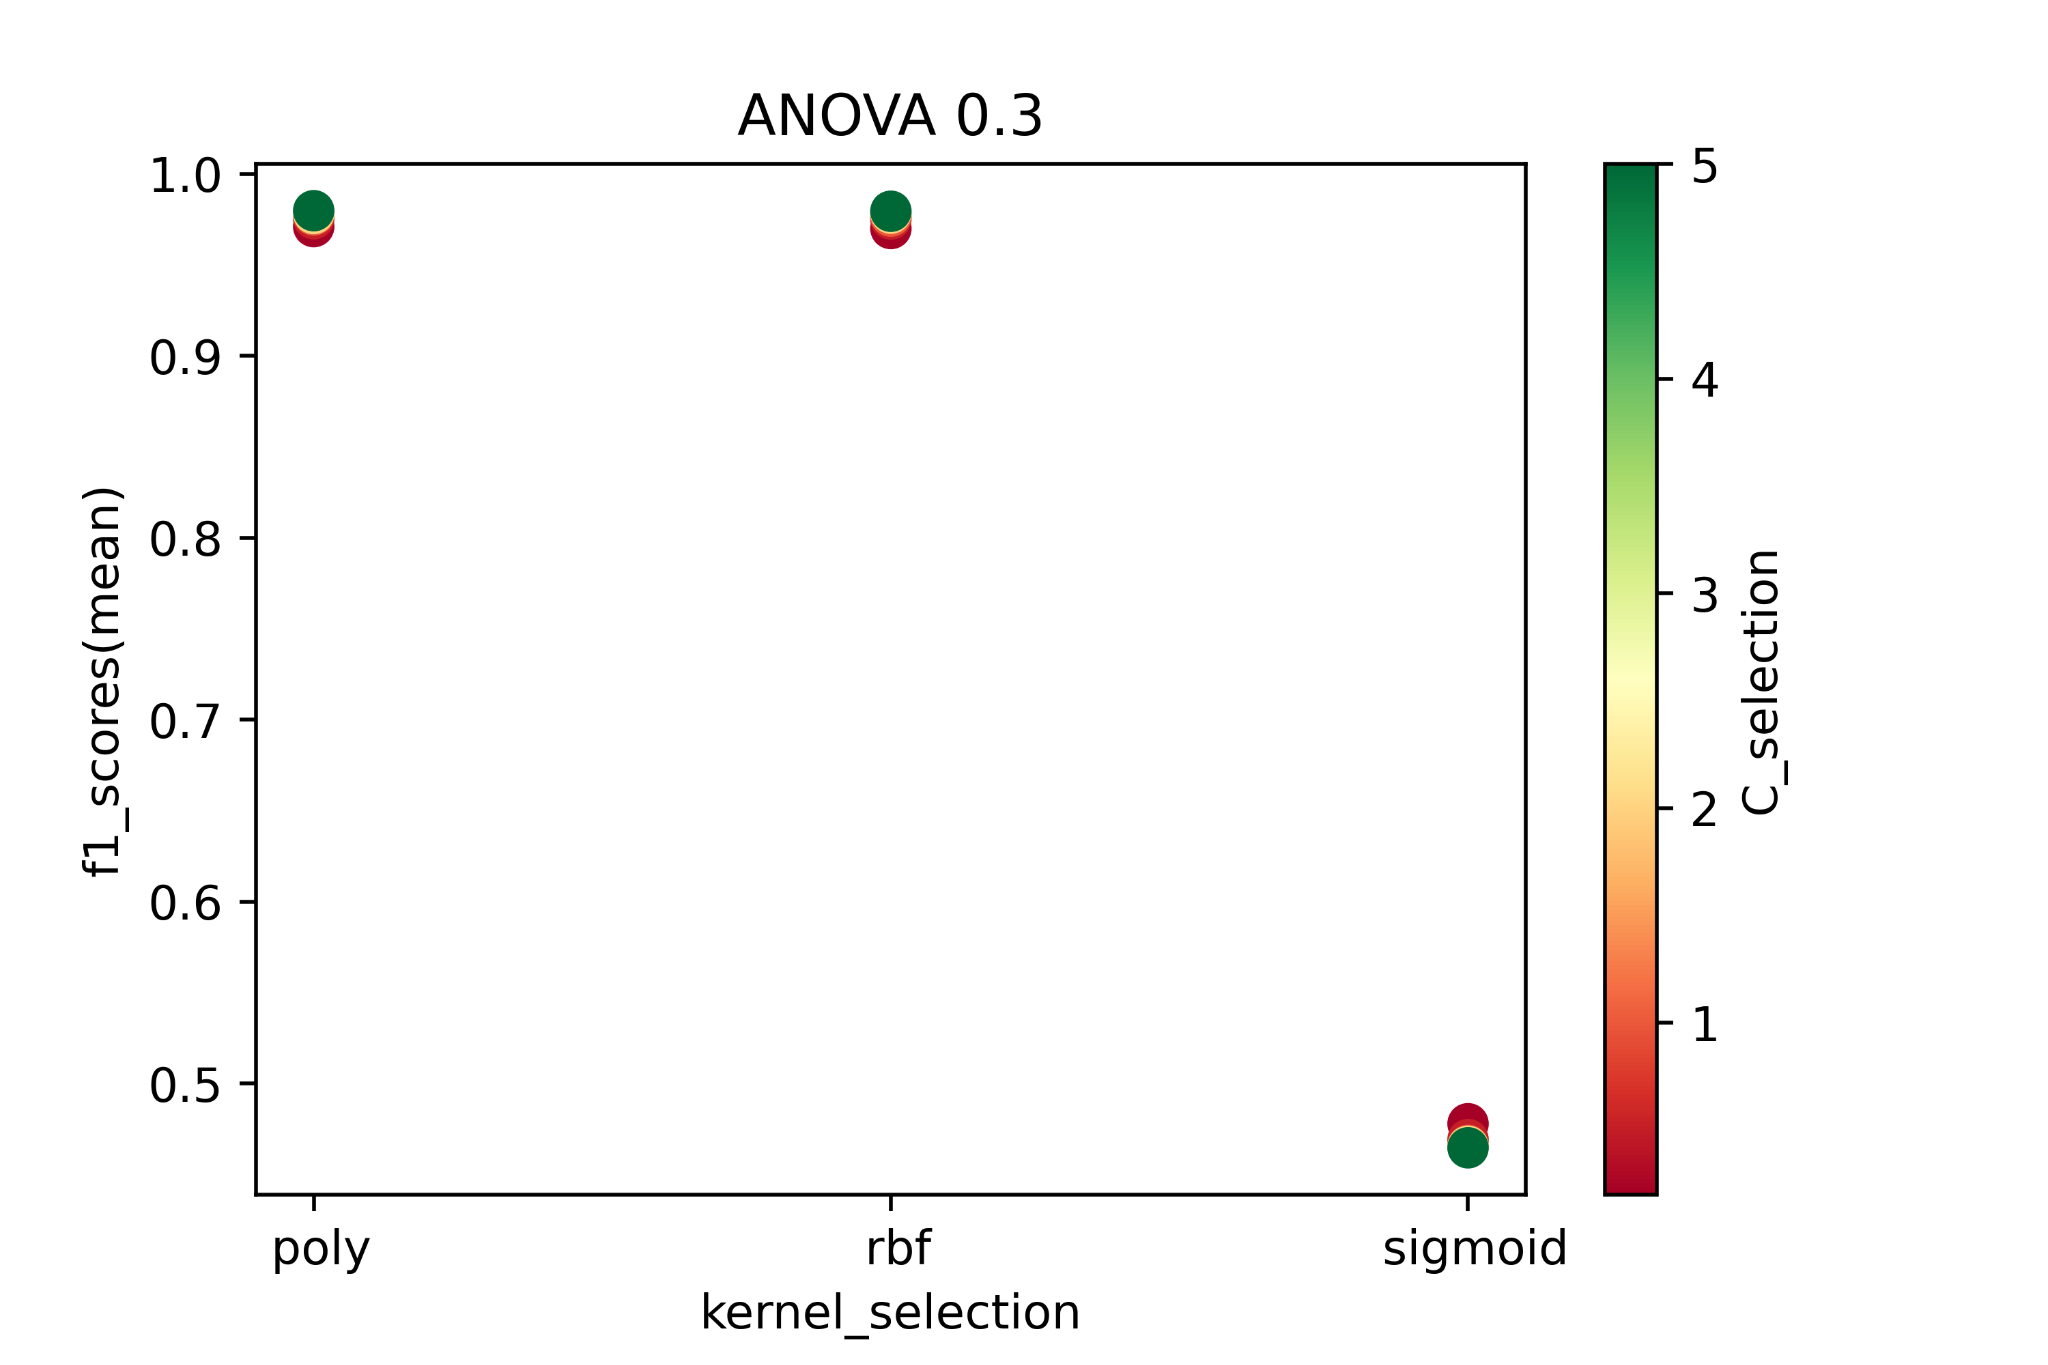 ANOVA 0.3
1.0
0.9
0.8
0.7
0.6
0.5
f1_scores(mean)
poly
rbf
sigmoid
kernel_selection
5
4
3
2
1
C_selection